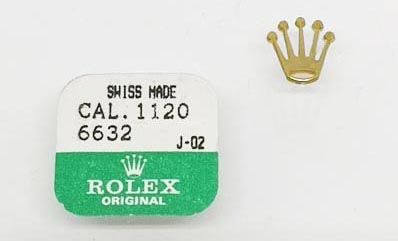 SWISS MADE
CAL. 1120
6632
J-02
ROLEX
ORIGINAL